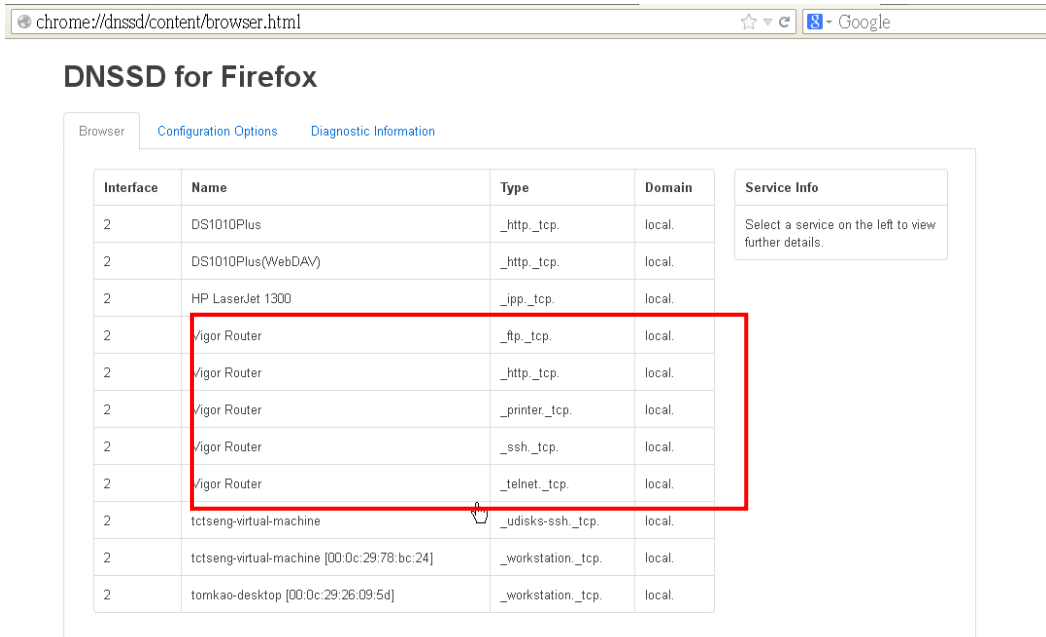 chrome://dnssd/content/browser.html
Google
DNSSD for Firefox
Browser Configuration Options Diagnostic Information
Interface Name Type Domain
2 DS1010Plus _http._tcp. local.
2 DS1010Plus(WebDAV) _http._tcp. local.
2 HP LaserJet 1300 _ipp._tcp. local.
2 Vigor Router _ftp._tcp. local.
2 Vigor Router _http._tcp. local.
2 Vigor Router _printer._tcp. local.
2 Vigor Router _ssh._tcp. local.
2 Vigor Router _telnet._tcp. local.
2 tctseng-virtual-machine _udisks-ssh._tcp. local.
2 tctseng-virtual-machine [00:0c:29:78:bc:24] _workstation._tcp. local.
2 tomkao-desktop [00:0c:29:26:09:5d] _workstation._tcp. local.
Service Info
Select a service on the left to view
further details.